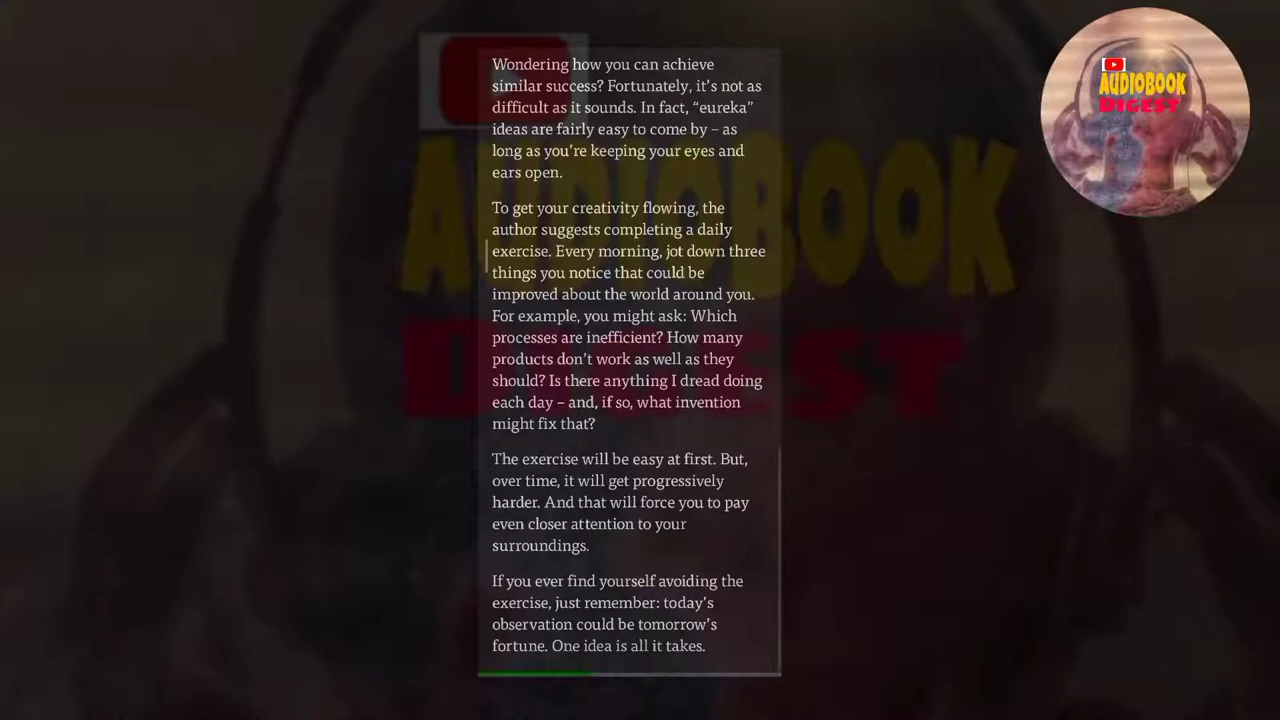 Wondering how you can achieve
similar success? Fortunately, it's not as
difficult as it sounds. In fact, “eureka”
ideas are fairly easy to come by – as
long as you're keeping your eyes and
ears open.
To get your creativity flowing, the
author suggests completing a daily
exercise. Every morning, jot down three
things you notice that could be
improved about the world around you.
For example, you might ask: Which
processes are inefficient? How many
products don't work as well as they
should? Is there anything I dread doing
each day – and, if so, what invention
might fix that?
The exercise will be easy at first. But,
over time, it will get progressively
harder. And that will force you to pay
even closer attention to your
surroundings.
If you ever find yourself avoiding the
exercise, just remember: today's
observation could be tomorrow's
fortune. One idea is all it takes.
AUDIOBOOK
DIGEST
AUDIOBOOK
DIGEST